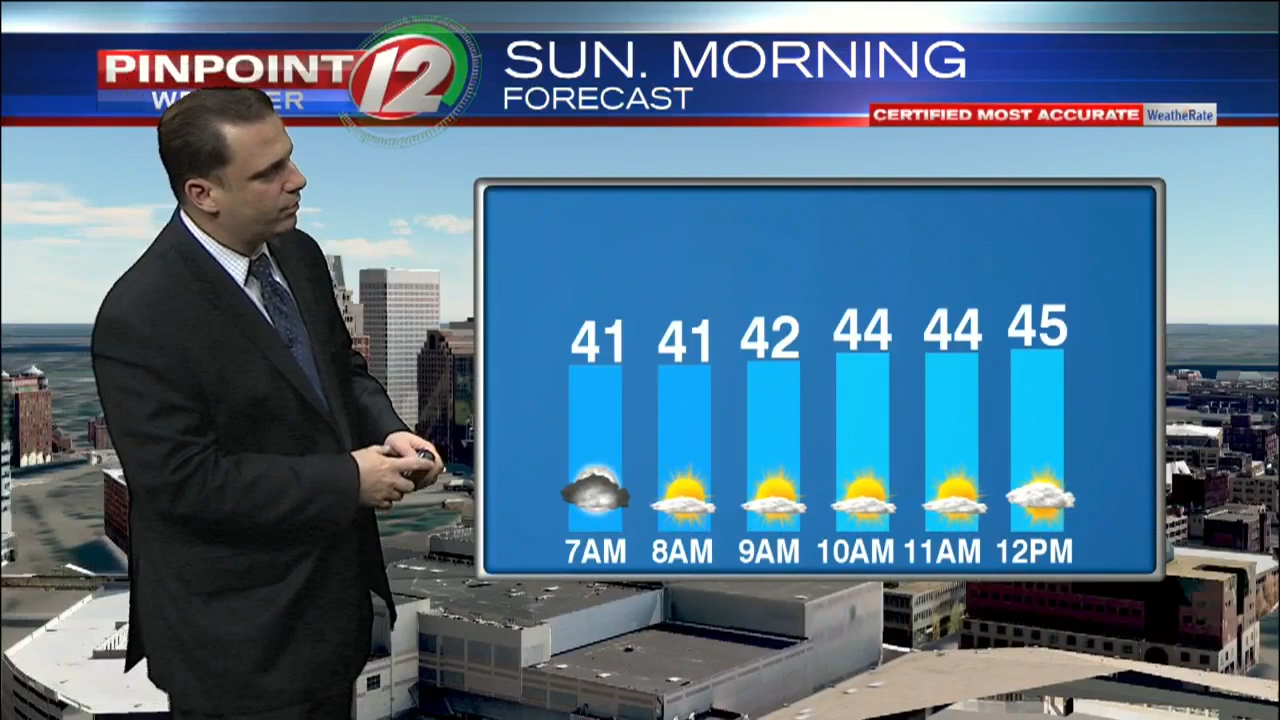 PINPOINT 12
WEATHER
SUN. MORNING
FORECAST
CERTIFIED MOST ACCURATE WeatheRate
41 41 42 44 44 45
7AM 8AM 9AM 10AM 11AM 12PM